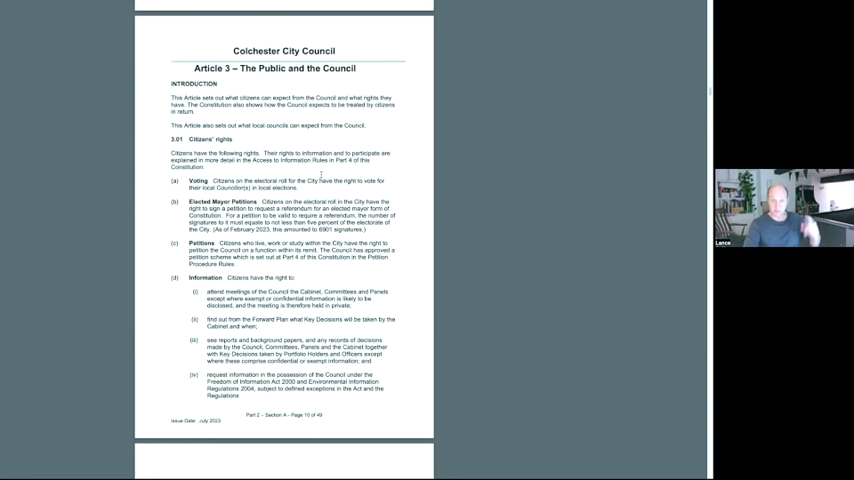 Colchester City Council
Article 3 – The Public and the Council
INTRODUCTION
This Article sets out what citizens can expect from the Council and what rights they
have. The Constitution also shows how the Council expects to be treated by citizens
in return.
This Article also sets out what local councils can expect from the Council.
3.01 Citizens' rights
Citizens have the following rights. Their rights to information and to participate are
explained in more detail in the Access to Information Rules in Part 4 of this
Constitution:
(a) Voting Citizens on the electoral roll for the City have the right to vote for
their local Councillor(s) in local elections.
(b) Elected Mayor Petitions Citizens on the electoral roll in the City have the
right to sign a petition to request a referendum for an elected mayor form of
Constitution. For a petition to be valid to require a referendum, the number of
signatures to it must equate to not less than five percent of the electorate of
the City. (As of February 2023, this amounted to 6901 signatures.)
(c) Petitions Citizens who live, work or study within the City have the right to
petition the Council on a function within its remit. The Council has approved a
petition scheme which is set out at Part 4 of this Constitution in the Petition
Procedure Rules.
(d) Information Citizens have the right to:
(i) attend meetings of the Council the Cabinet, Committees and Panels
except where exempt or confidential information is likely to be
disclosed, and the meeting is therefore held in private;
(ii) find out from the Forward Plan what Key Decisions will be taken by the
Cabinet and when;
(iii) see reports and background papers, and any records of decisions
made by the Council, Committees, Panels and the Cabinet together
with Key Decisions taken by Portfolio Holders and Officers except
where these comprise confidential or exempt information; and
(iv) request information in the possession of the Council under the
Freedom of Information Act 2000 and Environmental Information
Regulations 2004, subject to defined exceptions in the Act and the
Regulations
Part 2 – Section A - Page 10 of 49
Issue Date July 2023
Lance